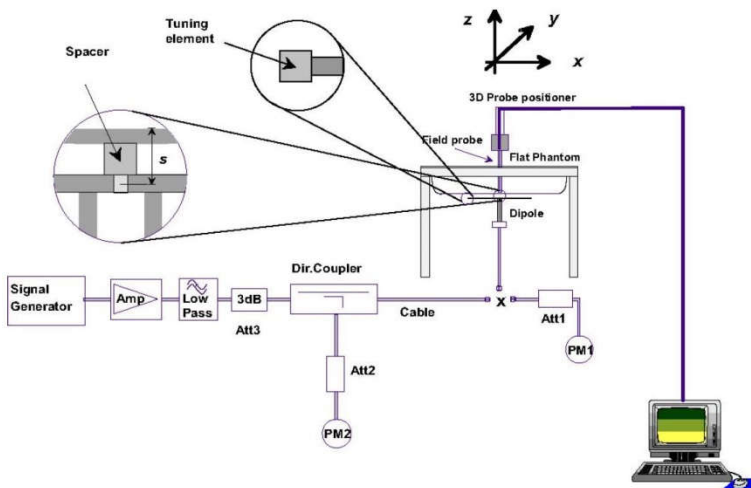 Tuning
element
Spacer
s
z
y
x
3D Probe positioner
Field probe
Flat Phantom
Dipole
Signal
Generator
Amp
Low
Pass
3dB
Att3
Dir.Coupler
Cable
x
Att1
PM1
Att2
PM2